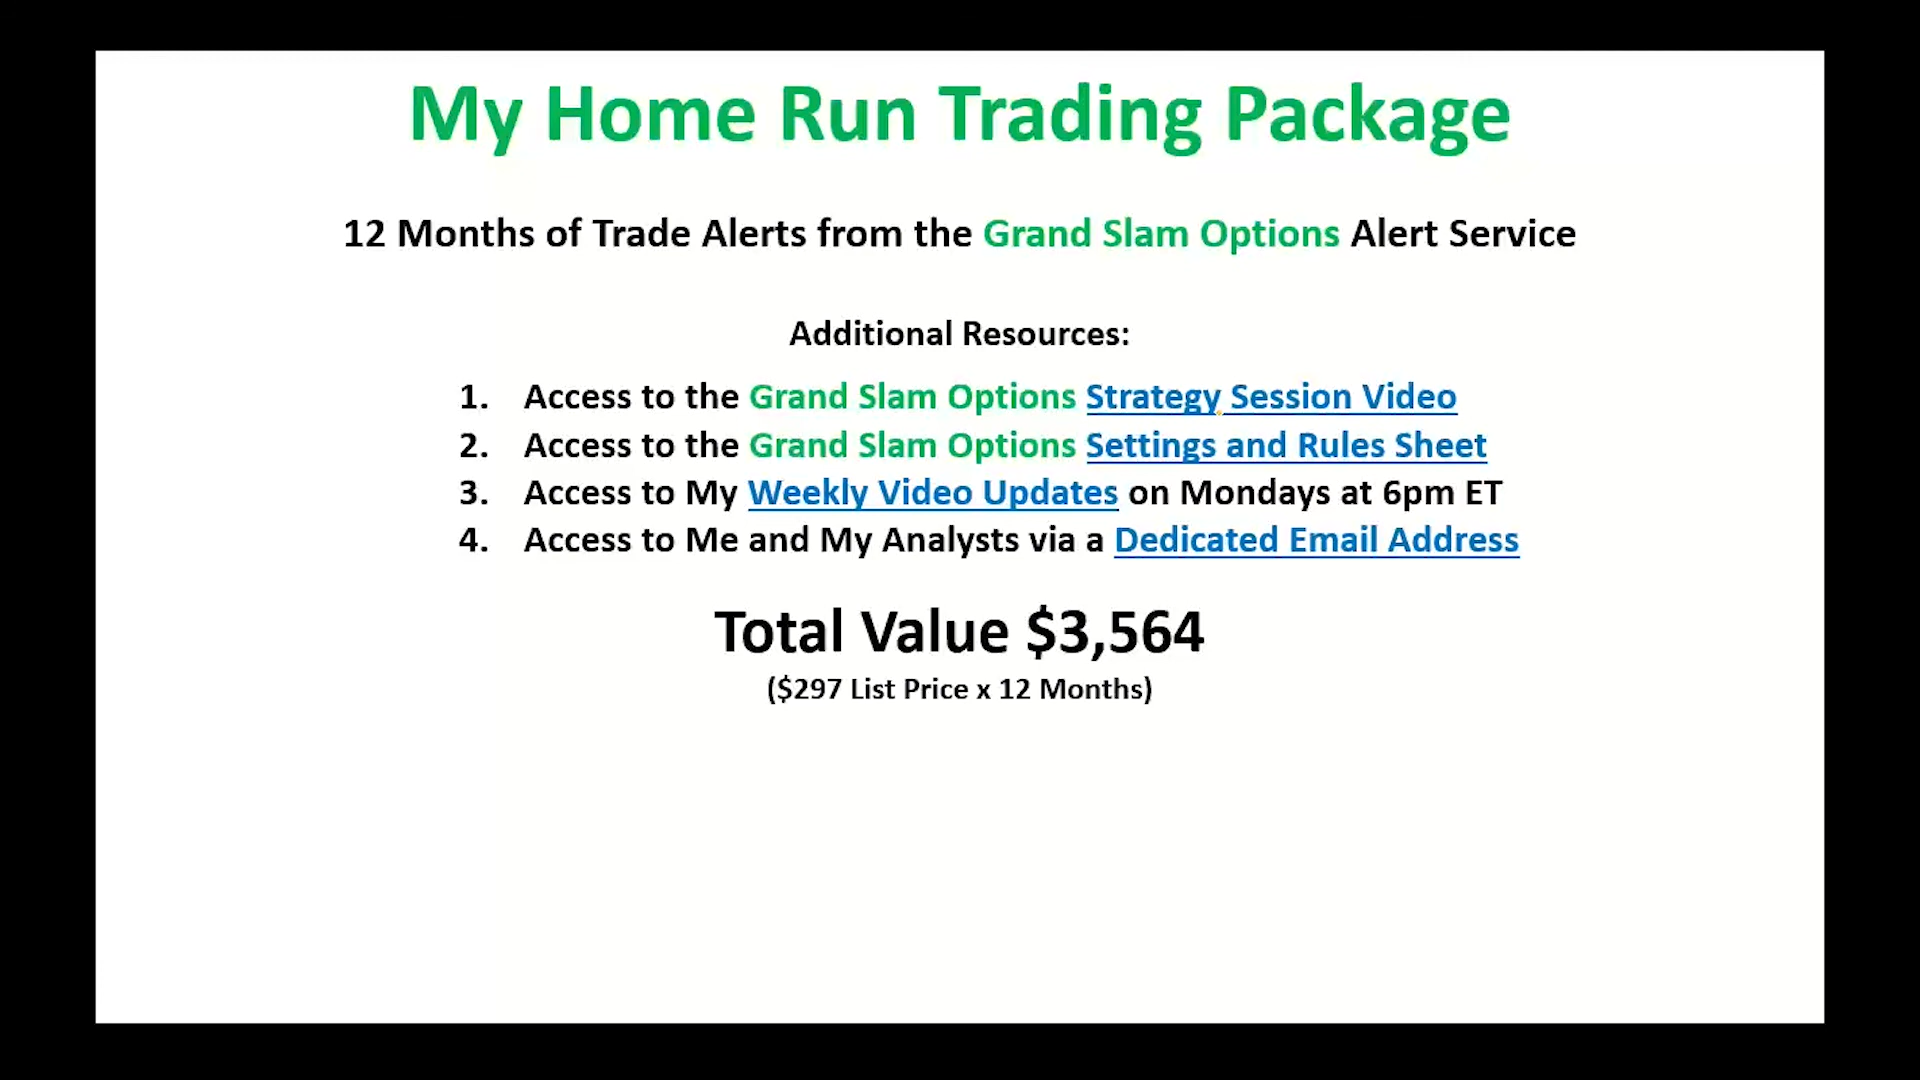 My Home Run Trading Package
12 Months of Trade Alerts from the Grand Slam Options Alert Service
Additional Resources:
1. Access to the Grand Slam Options Strategy Session Video
2. Access to the Grand Slam Options Settings and Rules Sheet
3. Access to My Weekly Video Updates on Mondays at 6pm ET
4. Access to Me and My Analysts via a Dedicated Email Address
Total Value $3,564
($297 List Price x 12 Months)